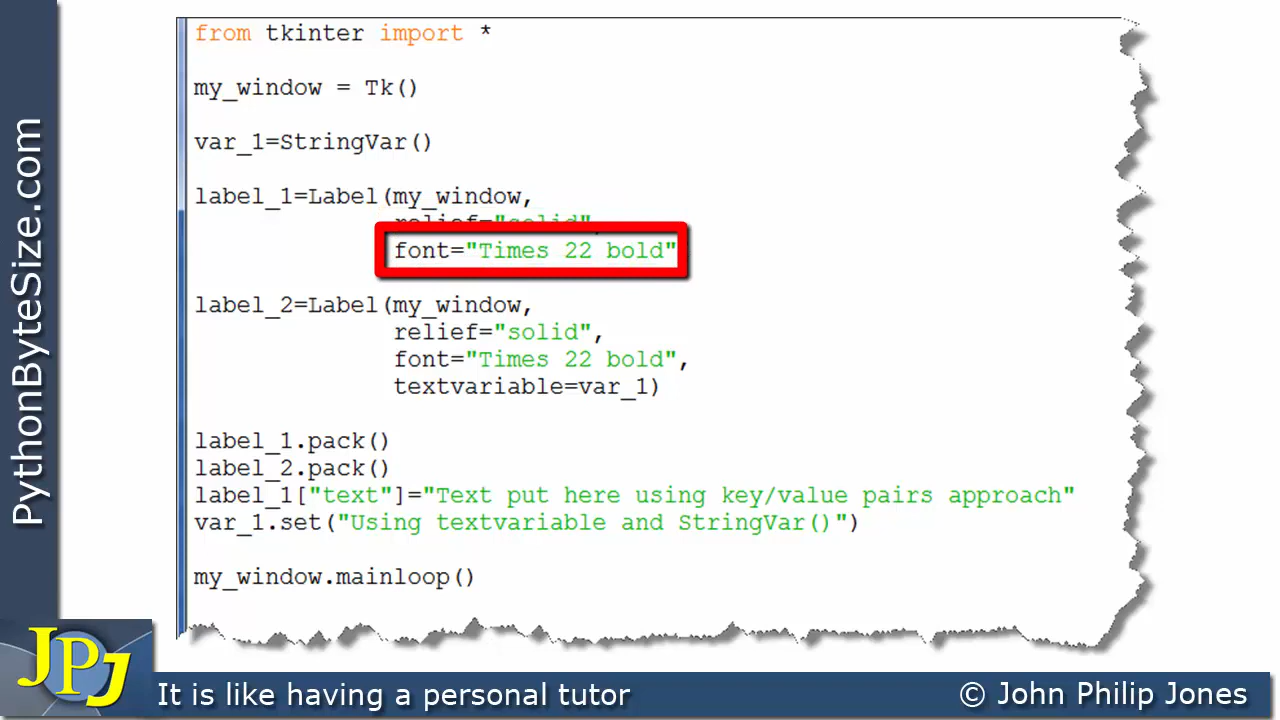 from tkinter import *
my_window = Tk()
var_1=StringVar()
label_1=Label(my_window,
relief="solid",
font="Times 22 bold"
label_2=Label(my_window,
relief="solid",
font="Times 22 bold",
textvariable=var_1)
label_1.pack()
label_2.pack()
label_1["text"]="Text put here using key/value pairs approach"
var_1.set("Using textvariable and StringVar()")
my_window.mainloop()
PythonByteSize.com
JPJ
It is like having a personal tutor
© John Philip Jones